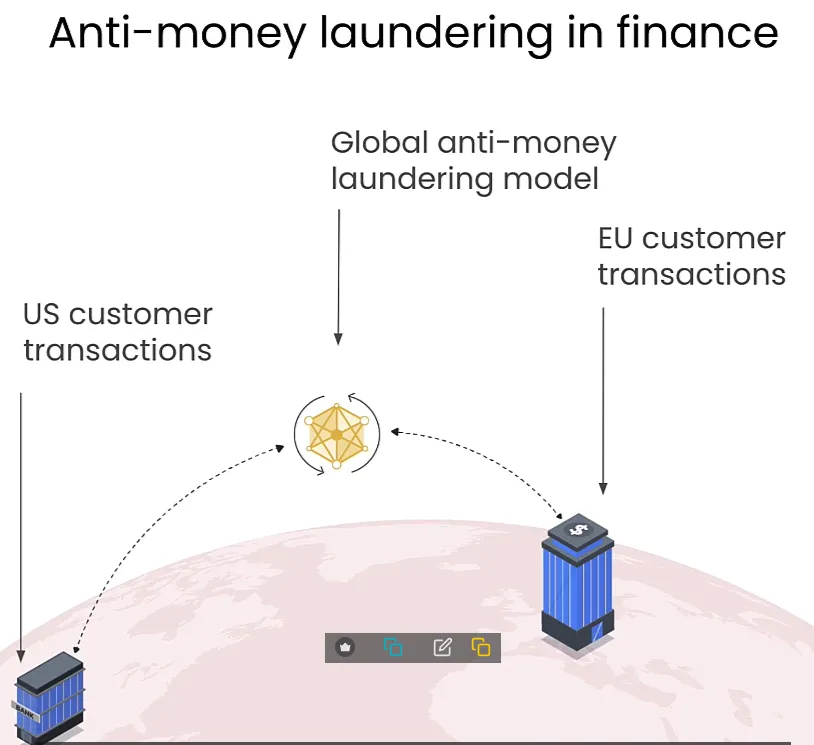 Anti-money laundering in finance
Global anti-money
laundering model
EU customer
transactions
US customer
transactions
$
BANK